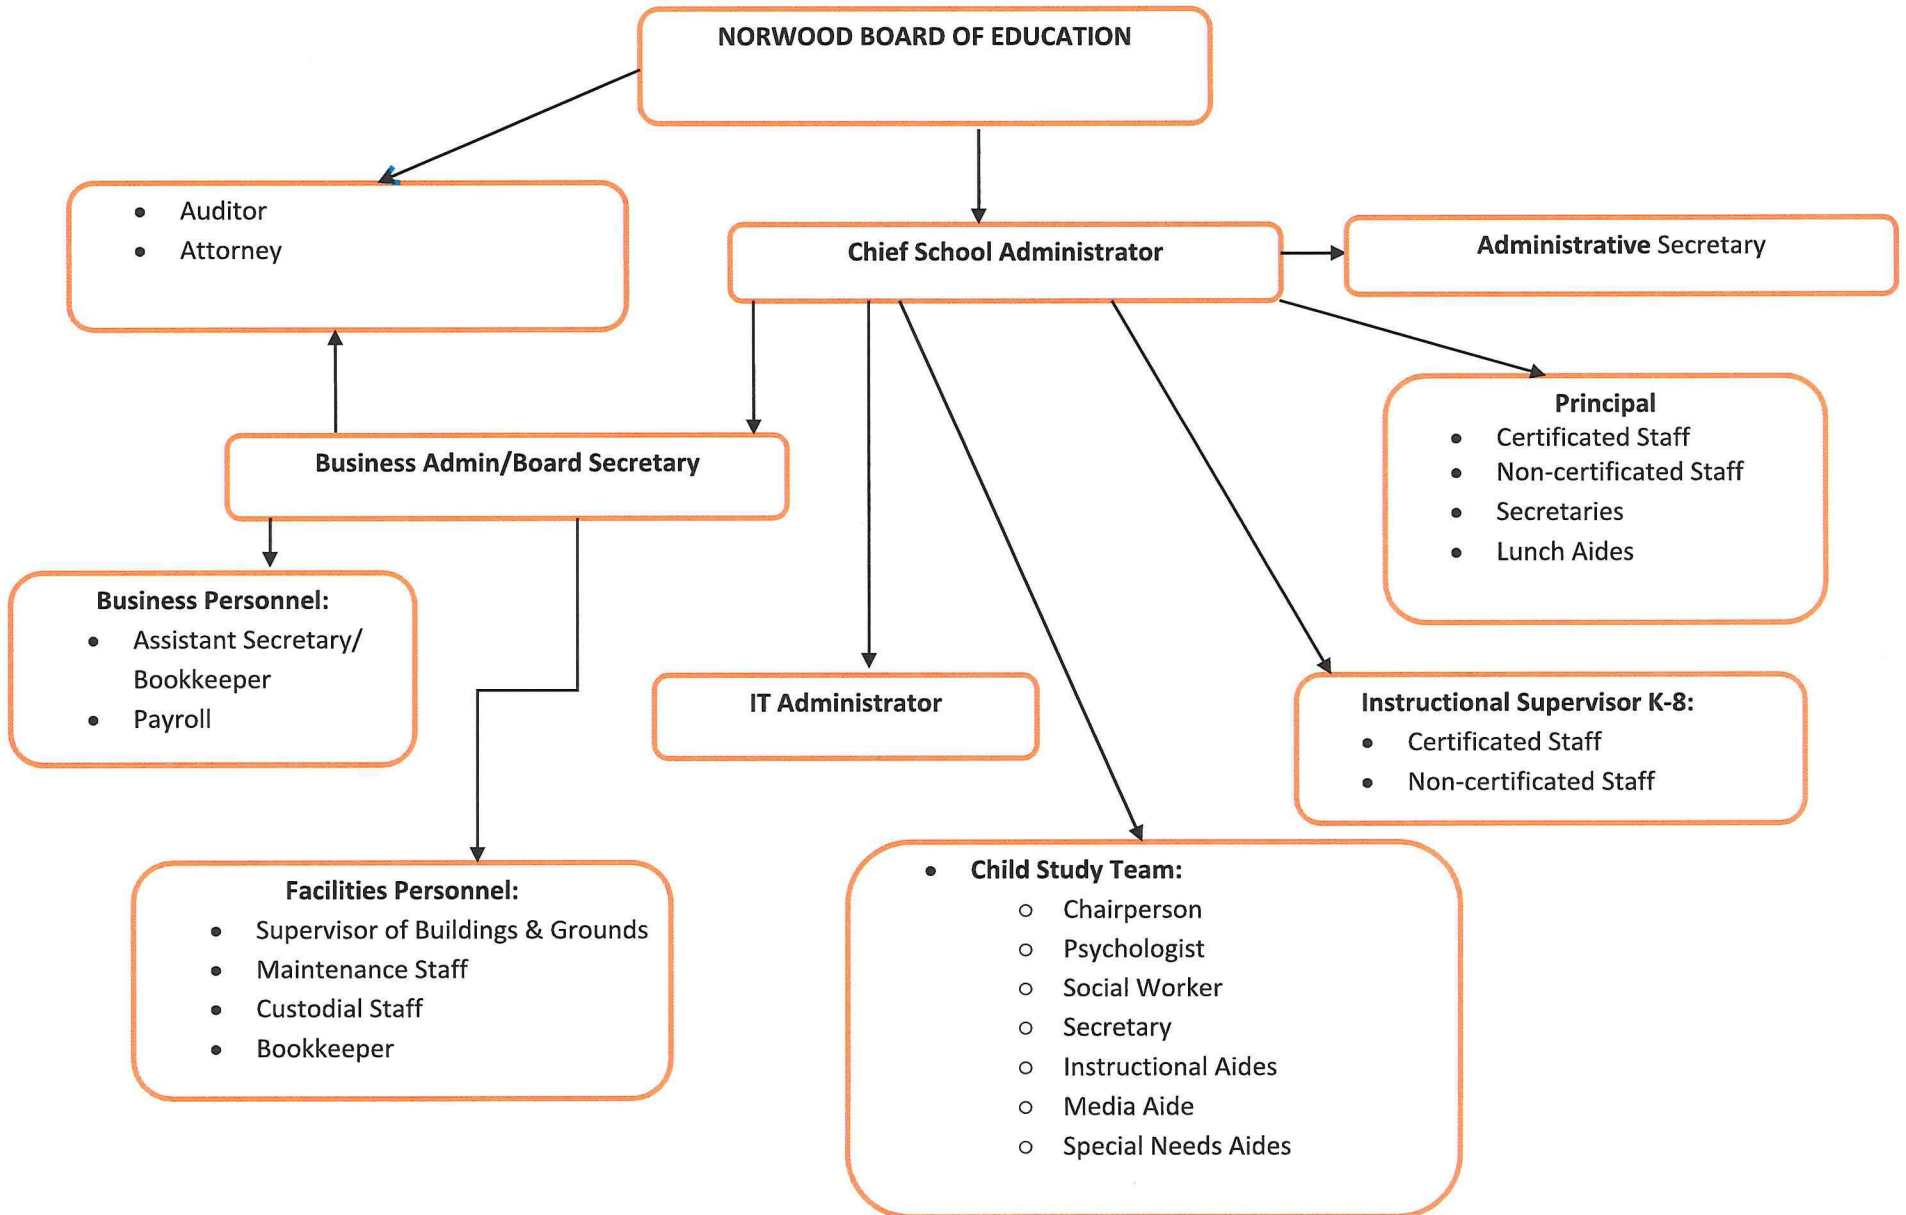 NORWOOD BOARD OF EDUCATION
• Auditor
• Attorney
Chief School Administrator
Administrative Secretary
Business Admin/Board Secretary
Principal
• Certificated Staff
• Non-certificated Staff
• Secretaries
• Lunch Aides
Business Personnel:
• Assistant Secretary/
Bookkeeper
• Payroll
IT Administrator
Instructional Supervisor K-8:
• Certificated Staff
• Non-certificated Staff
Facilities Personnel:
• Supervisor of Buildings & Grounds
• Maintenance Staff
• Custodial Staff
• Bookkeeper
• Child Study Team:
○ Chairperson
○ Psychologist
○ Social Worker
○ Secretary
○ Instructional Aides
○ Media Aide
○ Special Needs Aides